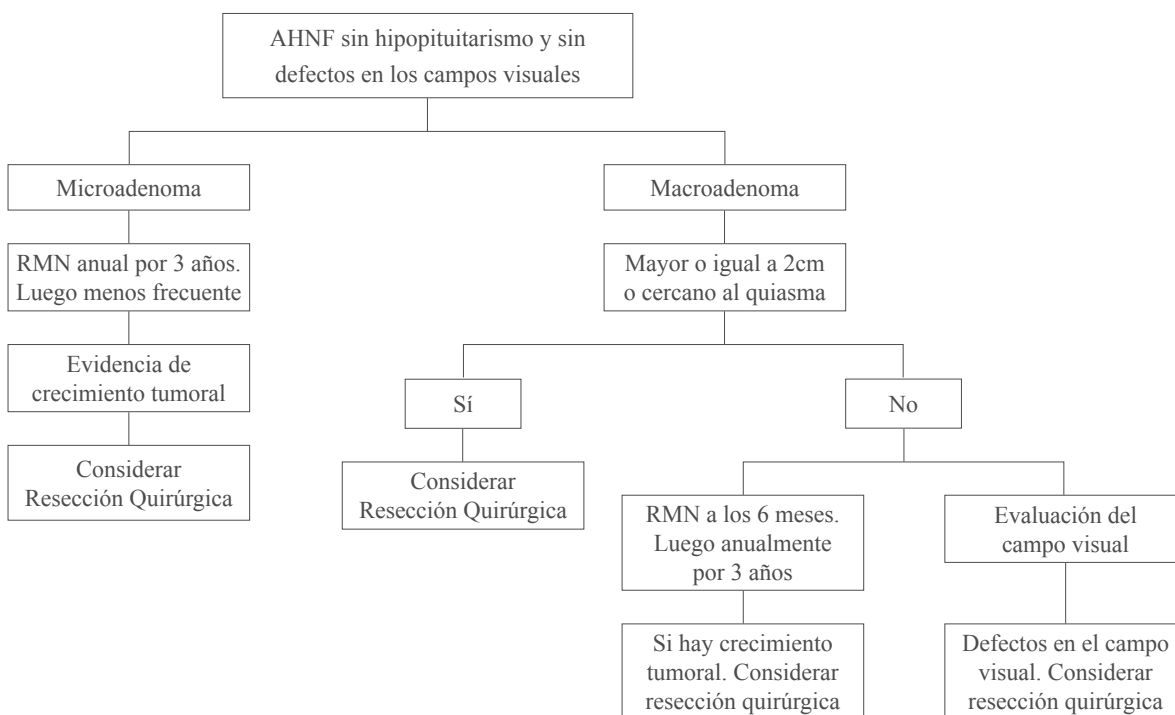 AHNF sin hipopituitarismo y sin
defectos en los campos visuales
Microadenoma
Macroadenoma
RMN anual por 3 años.
Luego menos frecuente
Mayor o igual a 2cm
o cercano al quiasma
Evidencia de
crecimiento tumoral
Sí
No
Considerar
Resección Quirúrgica
Considerar
Resección Quirúrgica
RMN a los 6 meses.
Luego anualmente
por 3 años
Evaluación del
campo visual
Si hay crecimiento
tumoral. Considerar
resección quirúrgica
Defectos en el campo
visual. Considerar
resección quirúrgica